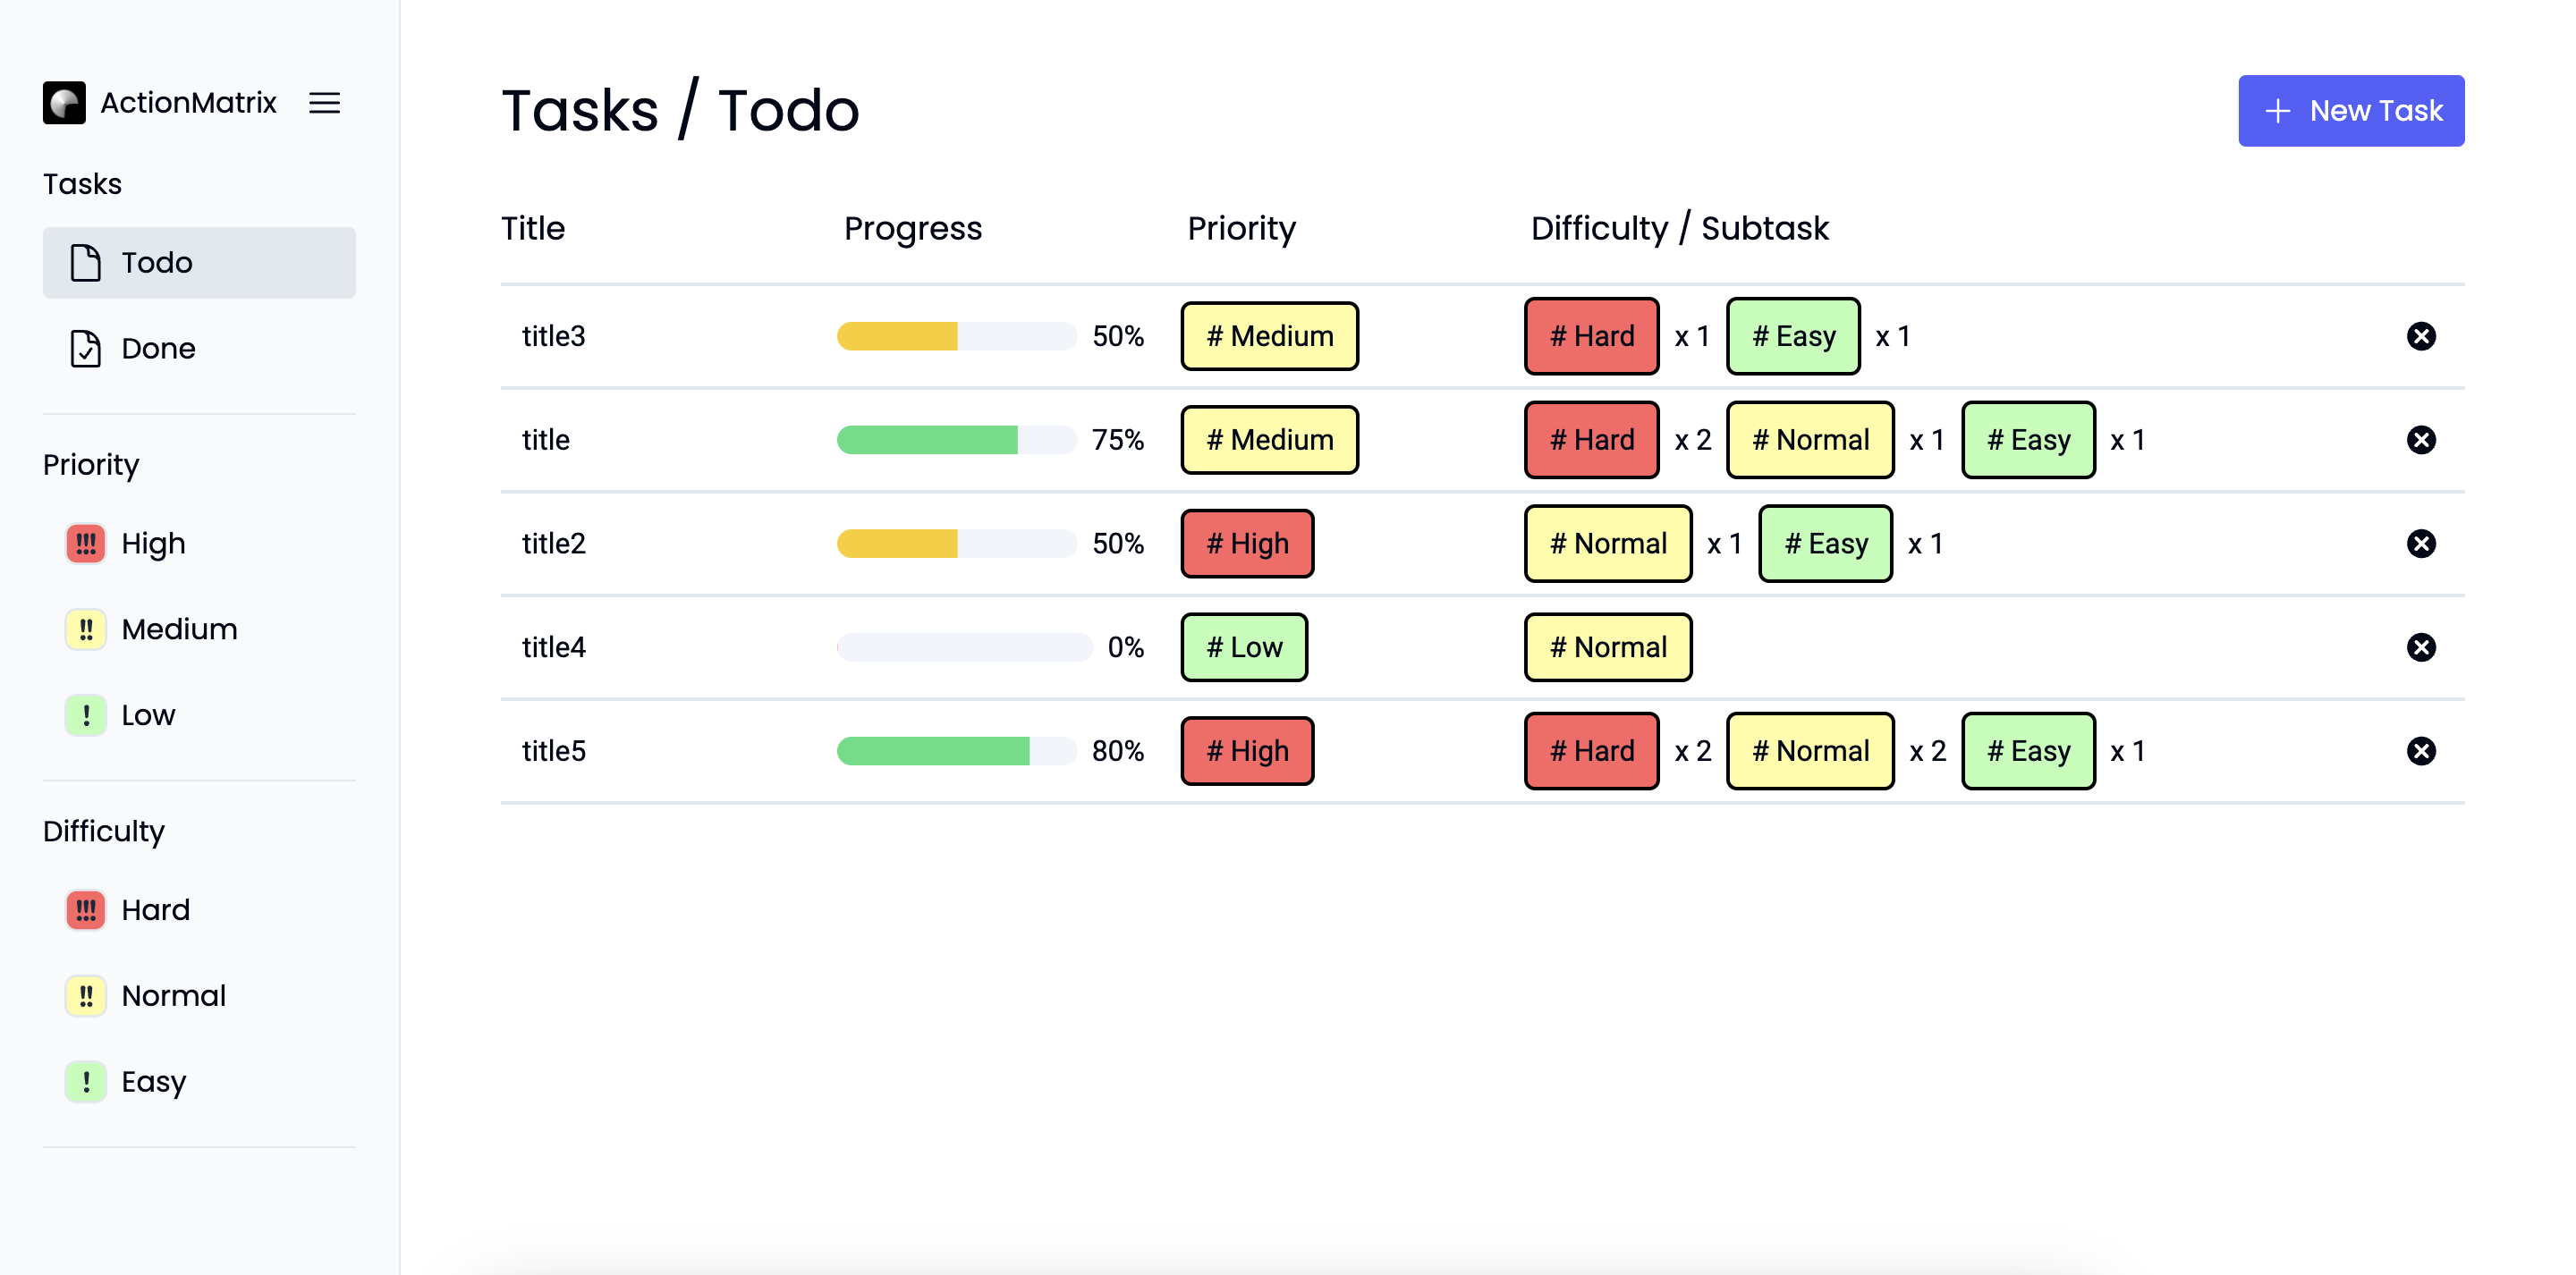 ActionMatrix
Tasks
Todo
Done
Priority
!!! High
!! Medium
! Low
Difficulty
!!! Hard
!! Normal
! Easy
Tasks / Todo
+ New Task
Title Progress Priority Difficulty / Subtask
title3 50% # Medium # Hard x 1 # Easy x 1
title 75% # Medium # Hard x 2 # Normal x 1 # Easy x 1
title2 50% # High # Normal x 1 # Easy x 1
title4 0% # Low # Normal
title5 80% # High # Hard x 2 # Normal x 2 # Easy x 1